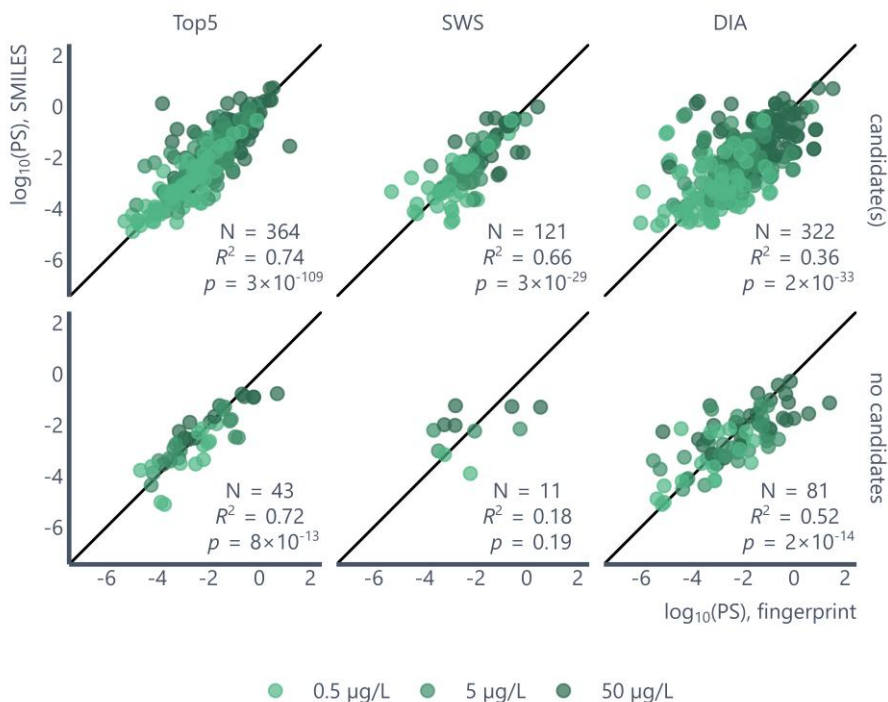 Top5
SWS
DIA
log₁₀(PS), SMILES
2
0
-2
-4
-6
N = 364
R² = 0.74
p = 3×10⁻¹⁰⁹
N = 121
R² = 0.66
p = 3×10⁻²⁹
N = 322
R² = 0.36
p = 2×10⁻³³
candidate(s)
2
0
-2
-4
-6
N = 43
R² = 0.72
p = 8×10⁻¹³
N = 11
R² = 0.18
p = 0.19
N = 81
R² = 0.52
p = 2×10⁻¹⁴
no candidates
-6 -4 -2 0 2
-6 -4 -2 0 2
-6 -4 -2 0 2
log₁₀(PS), fingerprint
0.5 μg/L 5 μg/L 50 μg/L